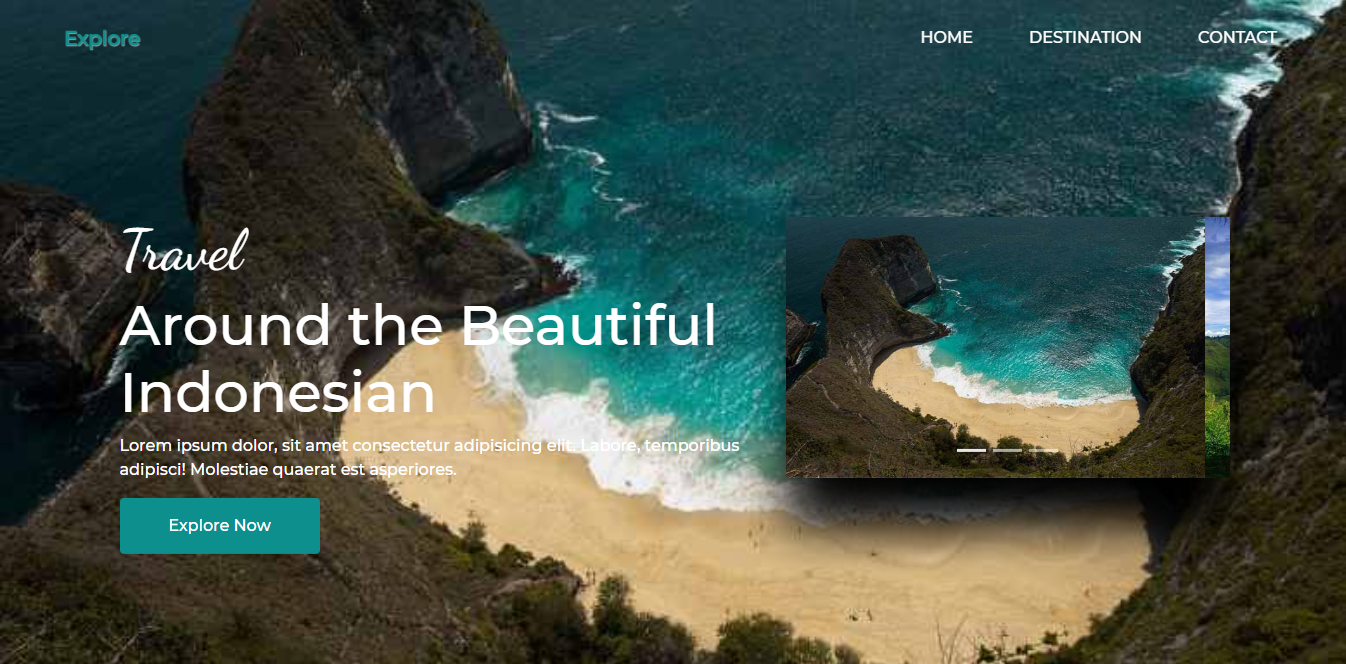 Explore
HOME
DESTINATION
CONTACT
Travel
Around the Beautiful
Indonesian
Lorem ipsum dolor, sit amet consectetur adipisicing elit. Labore, temporibus
adipisci! Molestiae quaerat est asperiores.
Explore Now